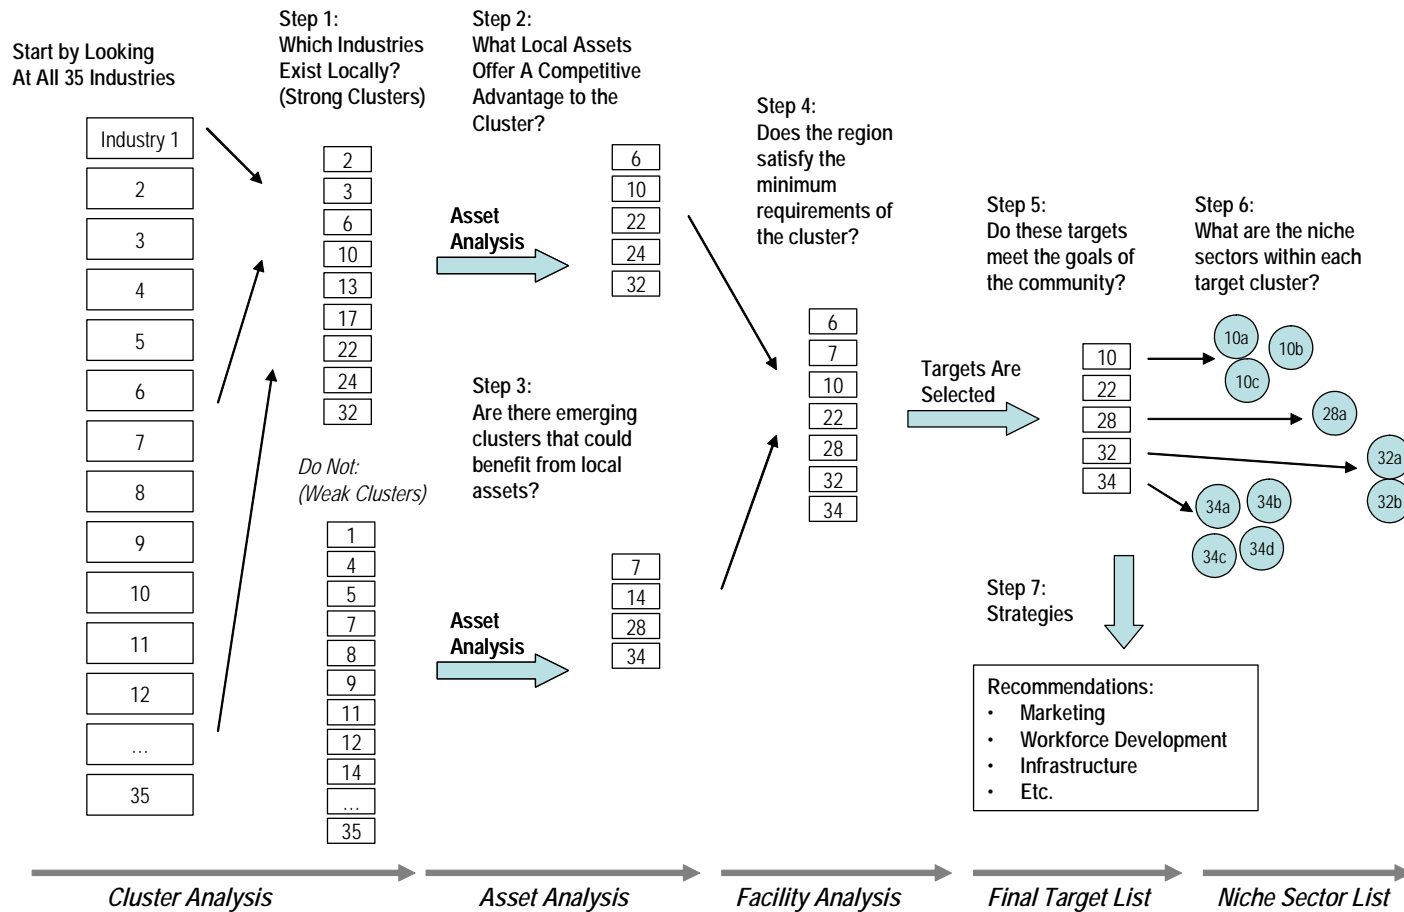 Start by Looking
At All 35 Industries
Industry 1
2
3
4
5
6
7
8
9
10
11
12
...
35
Step 1:
Which Industries
Exist Locally?
(Strong Clusters)
2
3
6
10
13
17
22
24
32
Do Not:
(Weak Clusters)
1
4
5
7
8
9
11
12
14
...
35
Step 2:
What Local Assets
Offer A Competitive
Advantage to the
Cluster?
Asset
Analysis
6
10
22
24
32
Step 3:
Are there emerging
clusters that could
benefit from local
assets?
Asset
Analysis
7
14
28
34
Step 4:
Does the region
satisfy the
minimum
requirements of
the cluster?
6
7
10
22
28
32
34
Targets Are
Selected
Step 5:
Do these targets
meet the goals of
the community?
10
22
28
32
34
Step 6:
What are the niche
sectors within each
target cluster?
10a
10b
10c
28a
32a
32b
34a
34b
34c
34d
Step 7:
Strategies
Recommendations:
• Marketing
• Workforce Development
• Infrastructure
• Etc.
Cluster Analysis
Asset Analysis
Facility Analysis
Final Target List
Niche Sector List